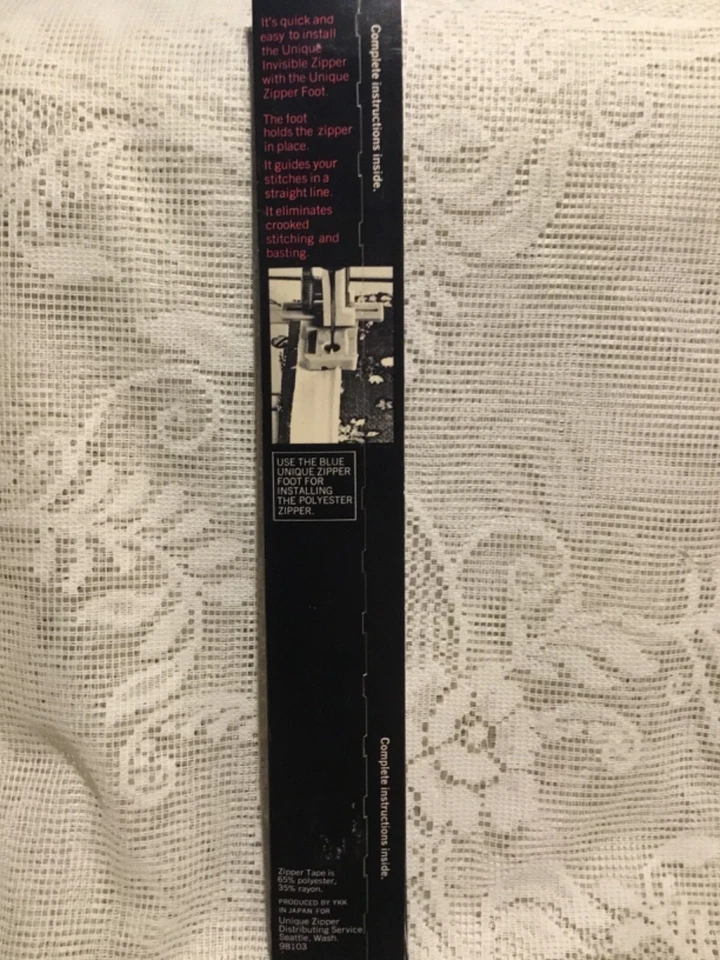 It's quick and
easy to install
the Unique
Invisible Zipper
with the Unique
Zipper Foot.
The foot
holds the zipper
in place.
It guides your
stitches in a
straight line.
It eliminates
crooked
stitching and
basting.
Complete instructions inside.
USE THE BLUE
UNIQUE ZIPPER
FOOT FOR
INSTALLING
THE POLYESTER
ZIPPER.
Complete instructions inside.
Zipper Tape is
65% polyester,
35% rayon.
PRODUCED BY YKK
IN JAPAN FOR
Unique Zipper
Distributing Service
Seattle, Wash.
98103